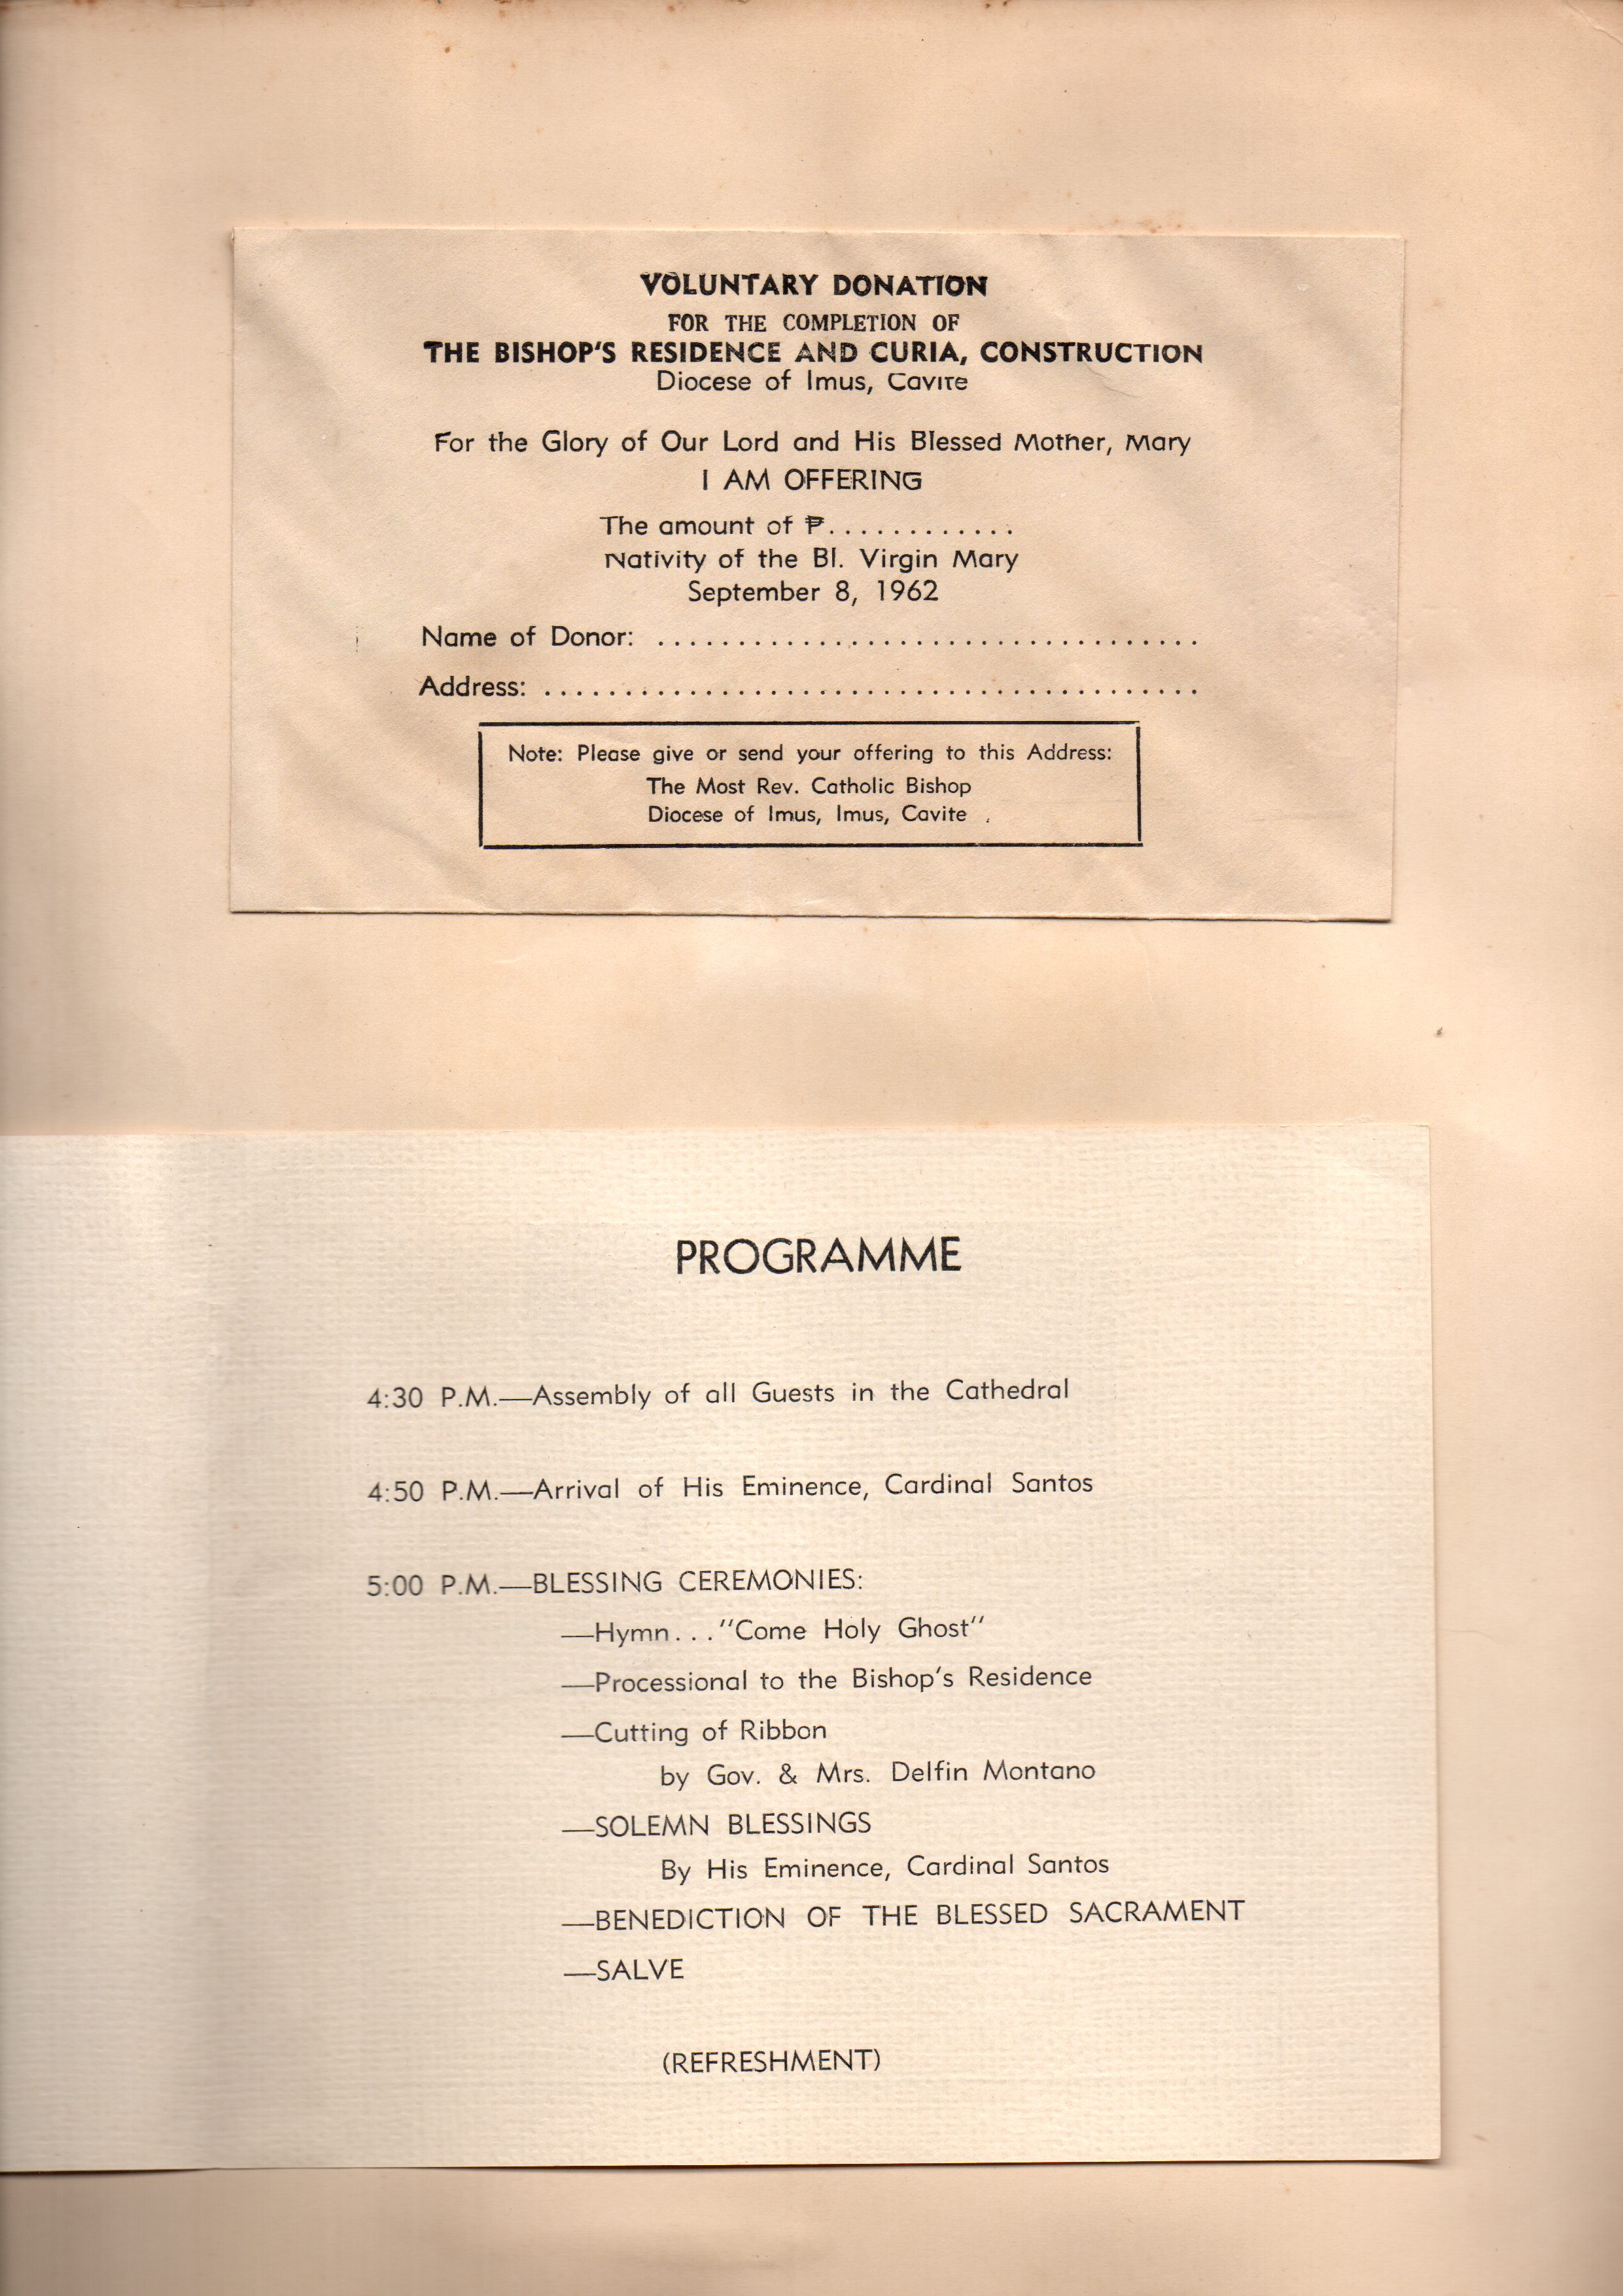 VOLUNTARY DONATION
FOR THE COMPLETION OF
THE BISHOP'S RESIDENCE AND CURIA, CONSTRUCTION
Diocese of Imus, Cavite
For the Glory of Our Lord and His Blessed Mother, Mary
I AM OFFERING
The amount of ₱............
Nativity of the Bl. Virgin Mary
September 8, 1962
Name of Donor: ..................................
Address: .........................................
Note: Please give or send your offering to this Address:
The Most Rev. Catholic Bishop
Diocese of Imus, Imus, Cavite .
PROGRAMME
4:30 P.M.—Assembly of all Guests in the Cathedral
4:50 P.M.—Arrival of His Eminence, Cardinal Santos
5:00 P.M.—BLESSING CEREMONIES:
—Hymn..."Come Holy Ghost"
—Processional to the Bishop's Residence
—Cutting of Ribbon
by Gov. & Mrs. Delfin Montano
—SOLEMN BLESSINGS
By His Eminence, Cardinal Santos
—BENEDICTION OF THE BLESSED SACRAMENT
—SALVE
(REFRESHMENT)